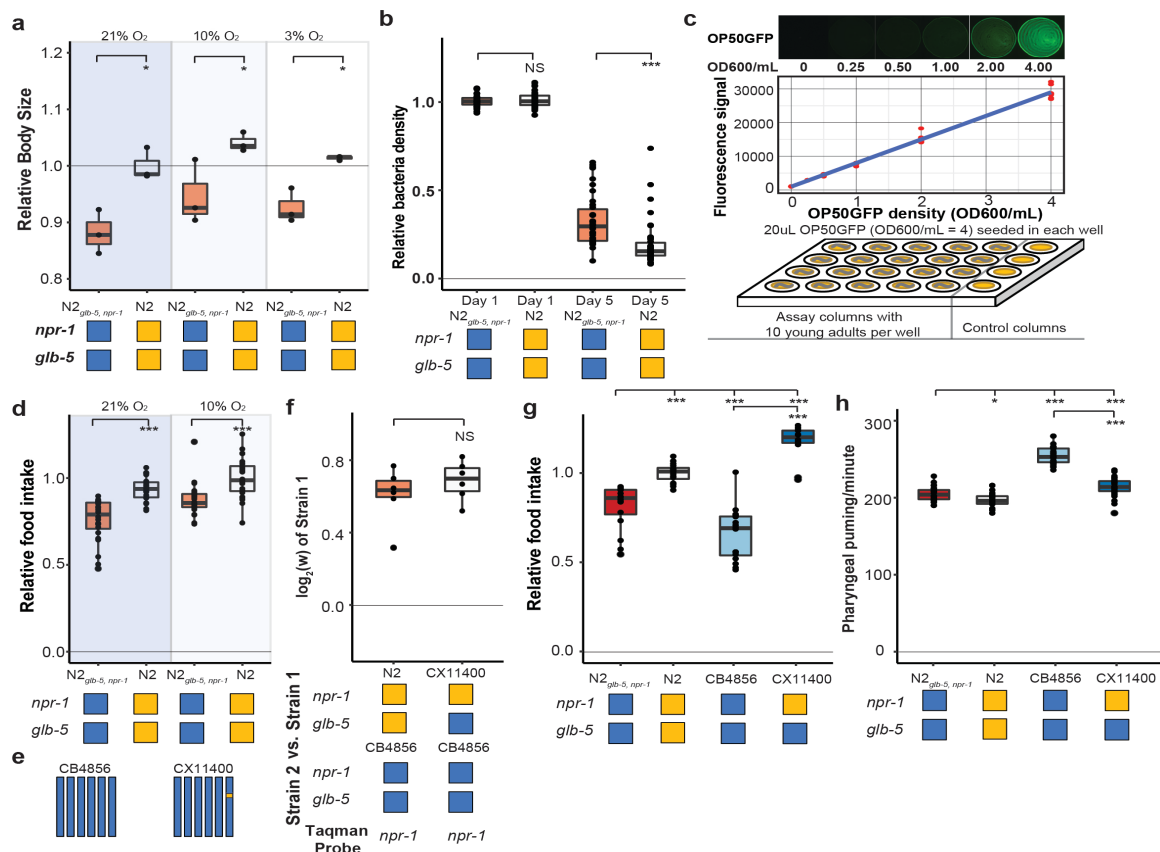 a
21% O2
10% O2
3% O2
1.2
1.1
1.0
0.9
0.8
Relative Body Size
*
*
*
N2glb-5, npr-1
N2
N2glb-5, npr-1
N2
N2glb-5, npr-1
N2
npr-1
glb-5
b
NS
***
1.0
0.5
0.0
Relative bacteria density
Day 1
Day 1
Day 5
Day 5
N2glb-5, npr-1
N2
N2glb-5, npr-1
N2
npr-1
glb-5
c
OP50GFP
OD600/mL
0
0.25
0.50
1.00
2.00
4.00
30000
20000
10000
0
Fluorescence signal
0
1
2
3
4
OP50GFP density (OD600/mL)
20uL OP50GFP (OD600/mL = 4) seeded in each well
Assay columns with
10 young adults per well
Control columns
d
21% O2
10% O2
***
***
1.0
0.5
0.0
Relative food intake
N2glb-5, npr-1
N2
N2glb-5, npr-1
N2
npr-1
glb-5
e
CB4856
CX11400
f
NS
0.8
0.4
0.0
log2(w) of Strain 1
N2
CX11400
npr-1
glb-5
CB4856
CB4856
npr-1
glb-5
Strain 2 vs. Strain 1
Taqman
Probe
npr-1
npr-1
g
***
***
***
***
1.0
0.5
0.0
Relative food intake
N2glb-5, npr-1
N2
CB4856
CX11400
npr-1
glb-5
h
*
***
***
***
300
200
100
0
Pharyngeal puming/minute
N2glb-5, npr-1
N2
CB4856
CX11400
npr-1
glb-5